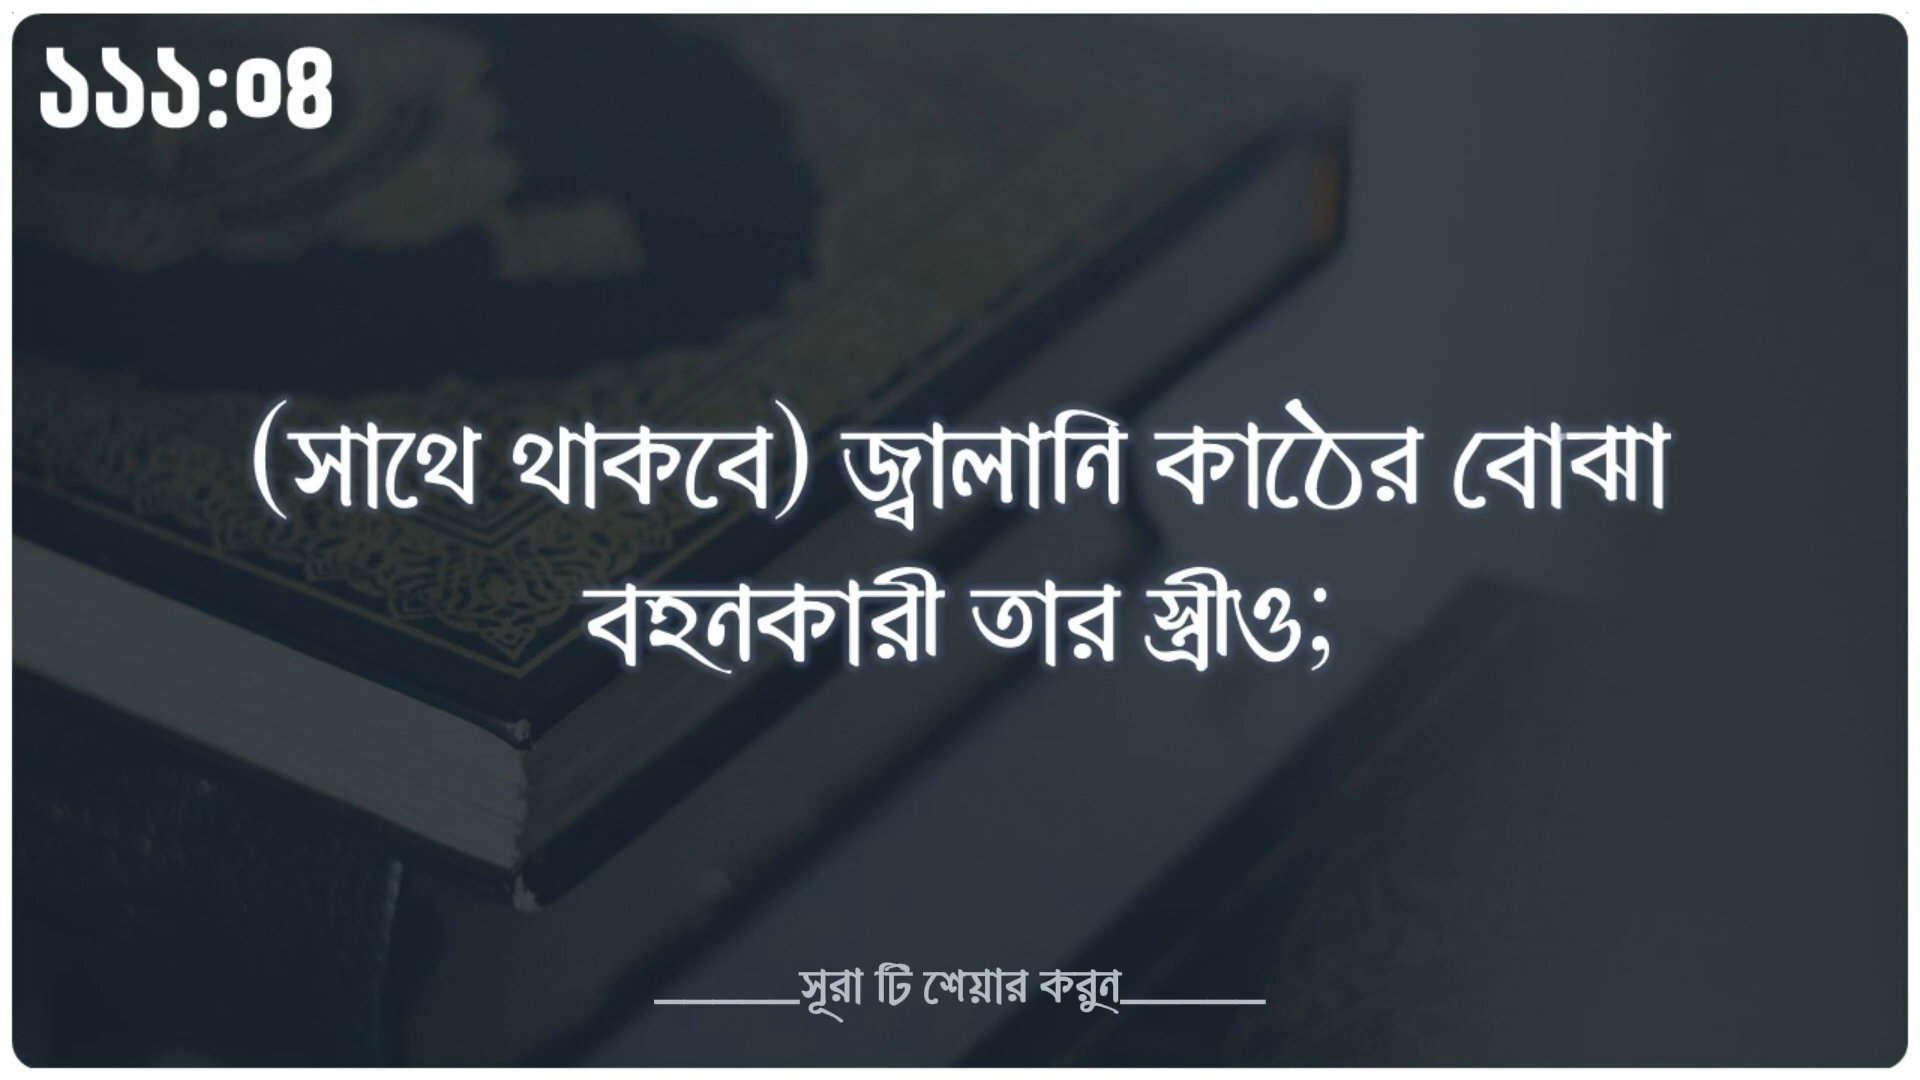 ১১১:০৪
(সাথে থাকবে) জ্বালানি কাঠের বোঝা
বহনকারী তার স্ত্রীও;
সূরা টি শেয়ার করুন